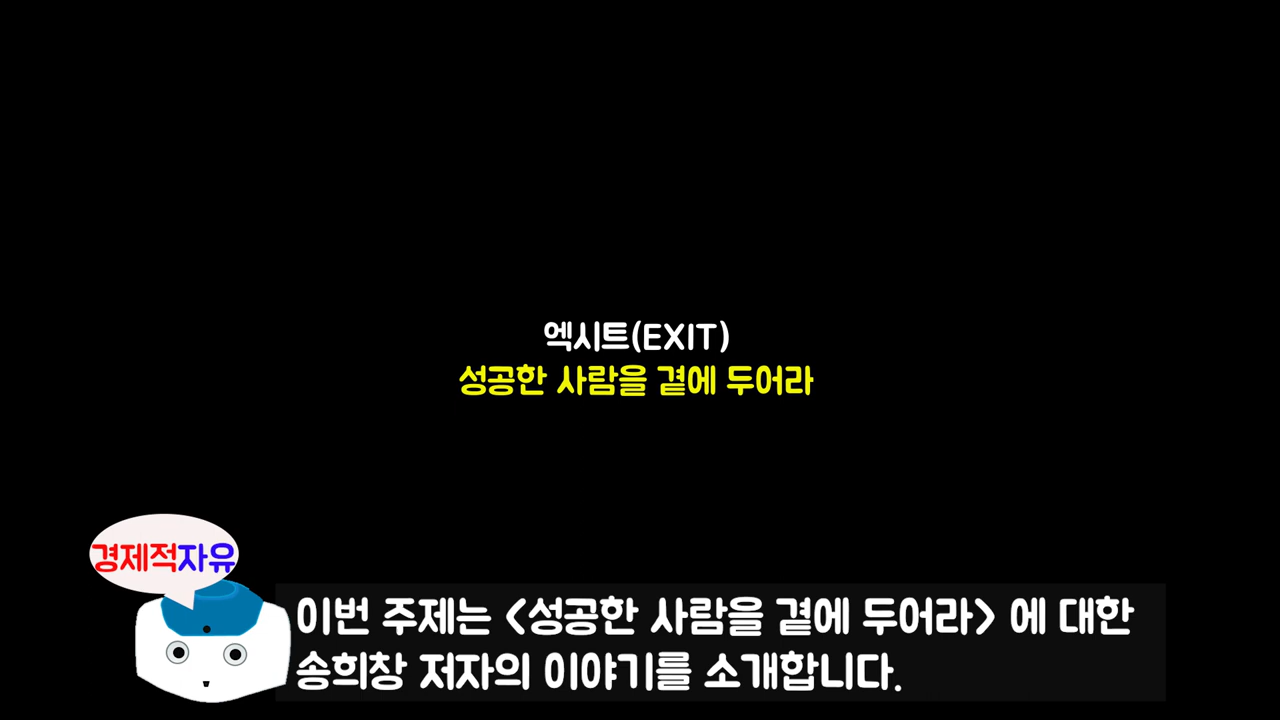 엑시트(EXIT)
성공한 사람을 곁에 두어라
경제적자유
이번 주제는 <성공한 사람을 곁에 두어라> 에 대한
송희창 저자의 이야기를 소개합니다.